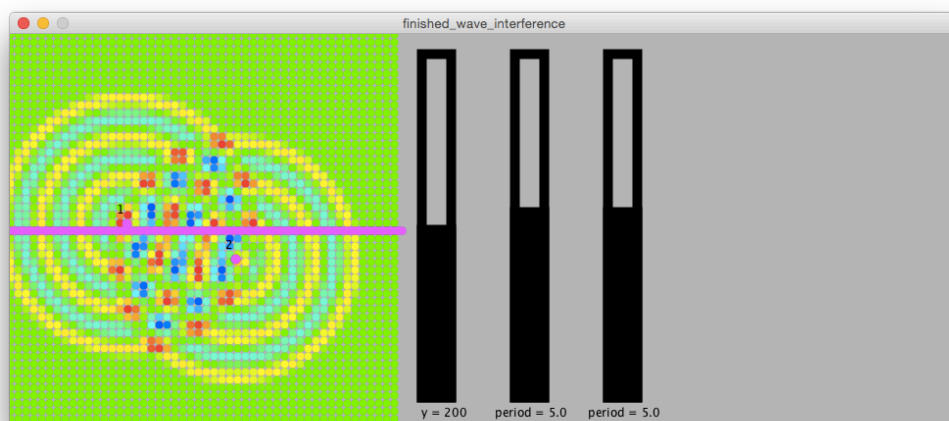 finished_wave_interference
1
2
y = 200
period = 5.0
period = 5.0